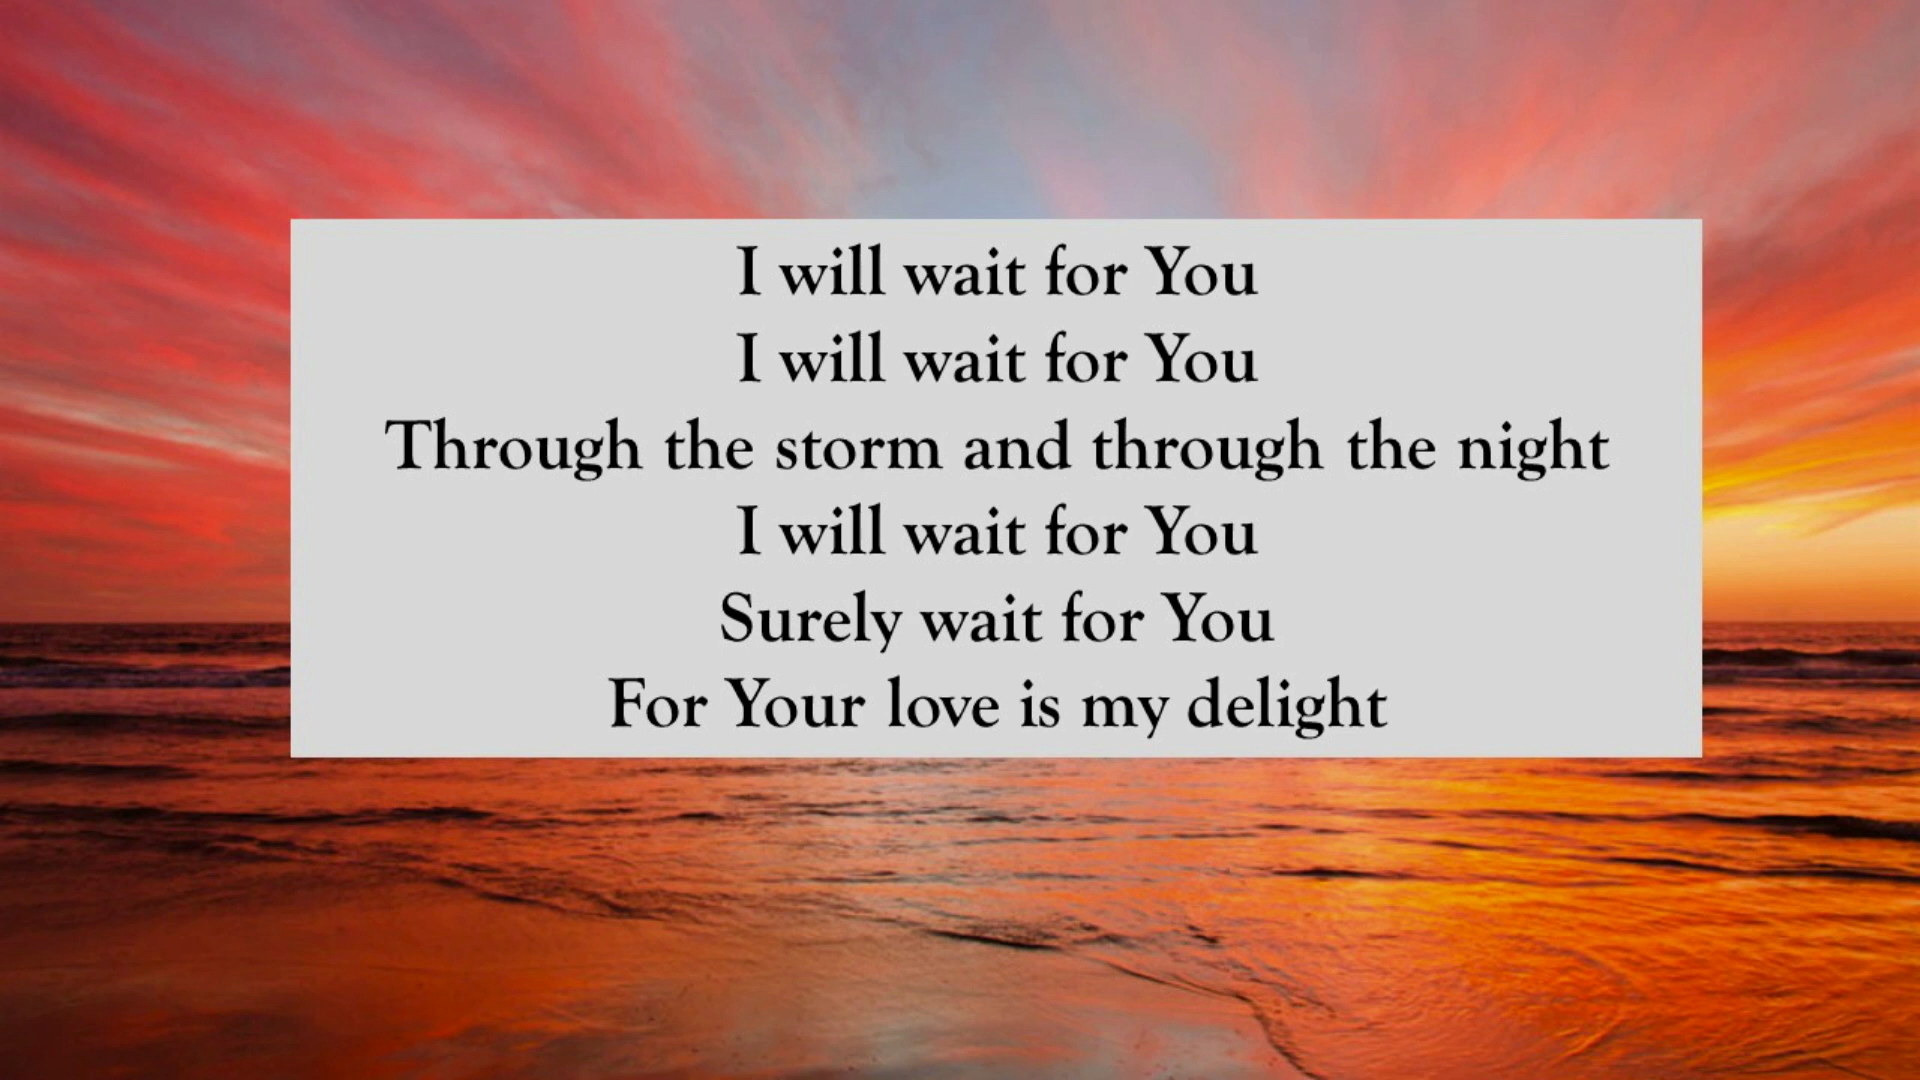 I will wait for You
I will wait for You
Through the storm and through the night
I will wait for You
Surely wait for You
For Your love is my delight